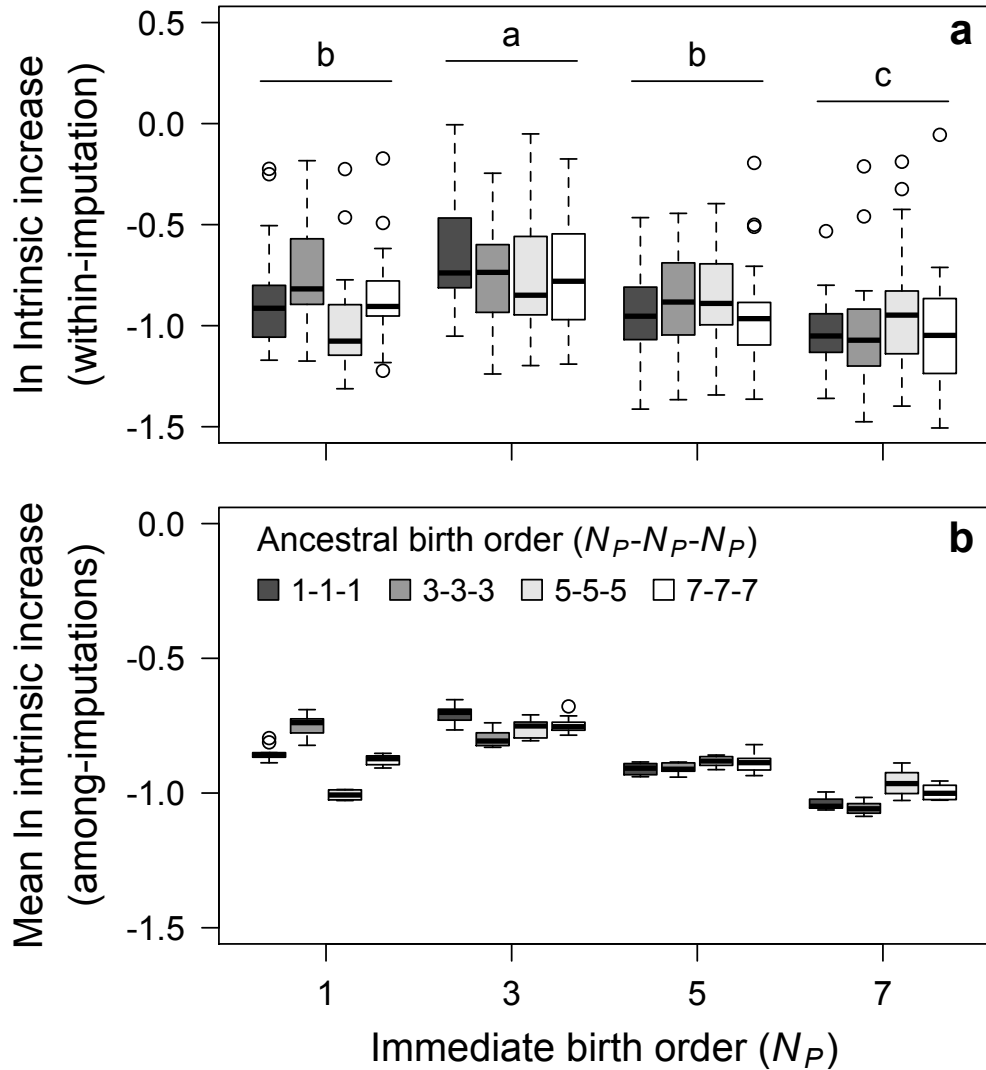 ln Intrinsic increase
(within-imputation)
0.5
0.0
-0.5
-1.0
-1.5
a
b
a
b
c
Mean ln intrinsic increase
(among-imputations)
0.0
-0.5
-1.0
-1.5
b
Ancestral birth order (N_P-N_P-N_P)
1-1-1 3-3-3 5-5-5 7-7-7
1 3 5 7
Immediate birth order (N_P)